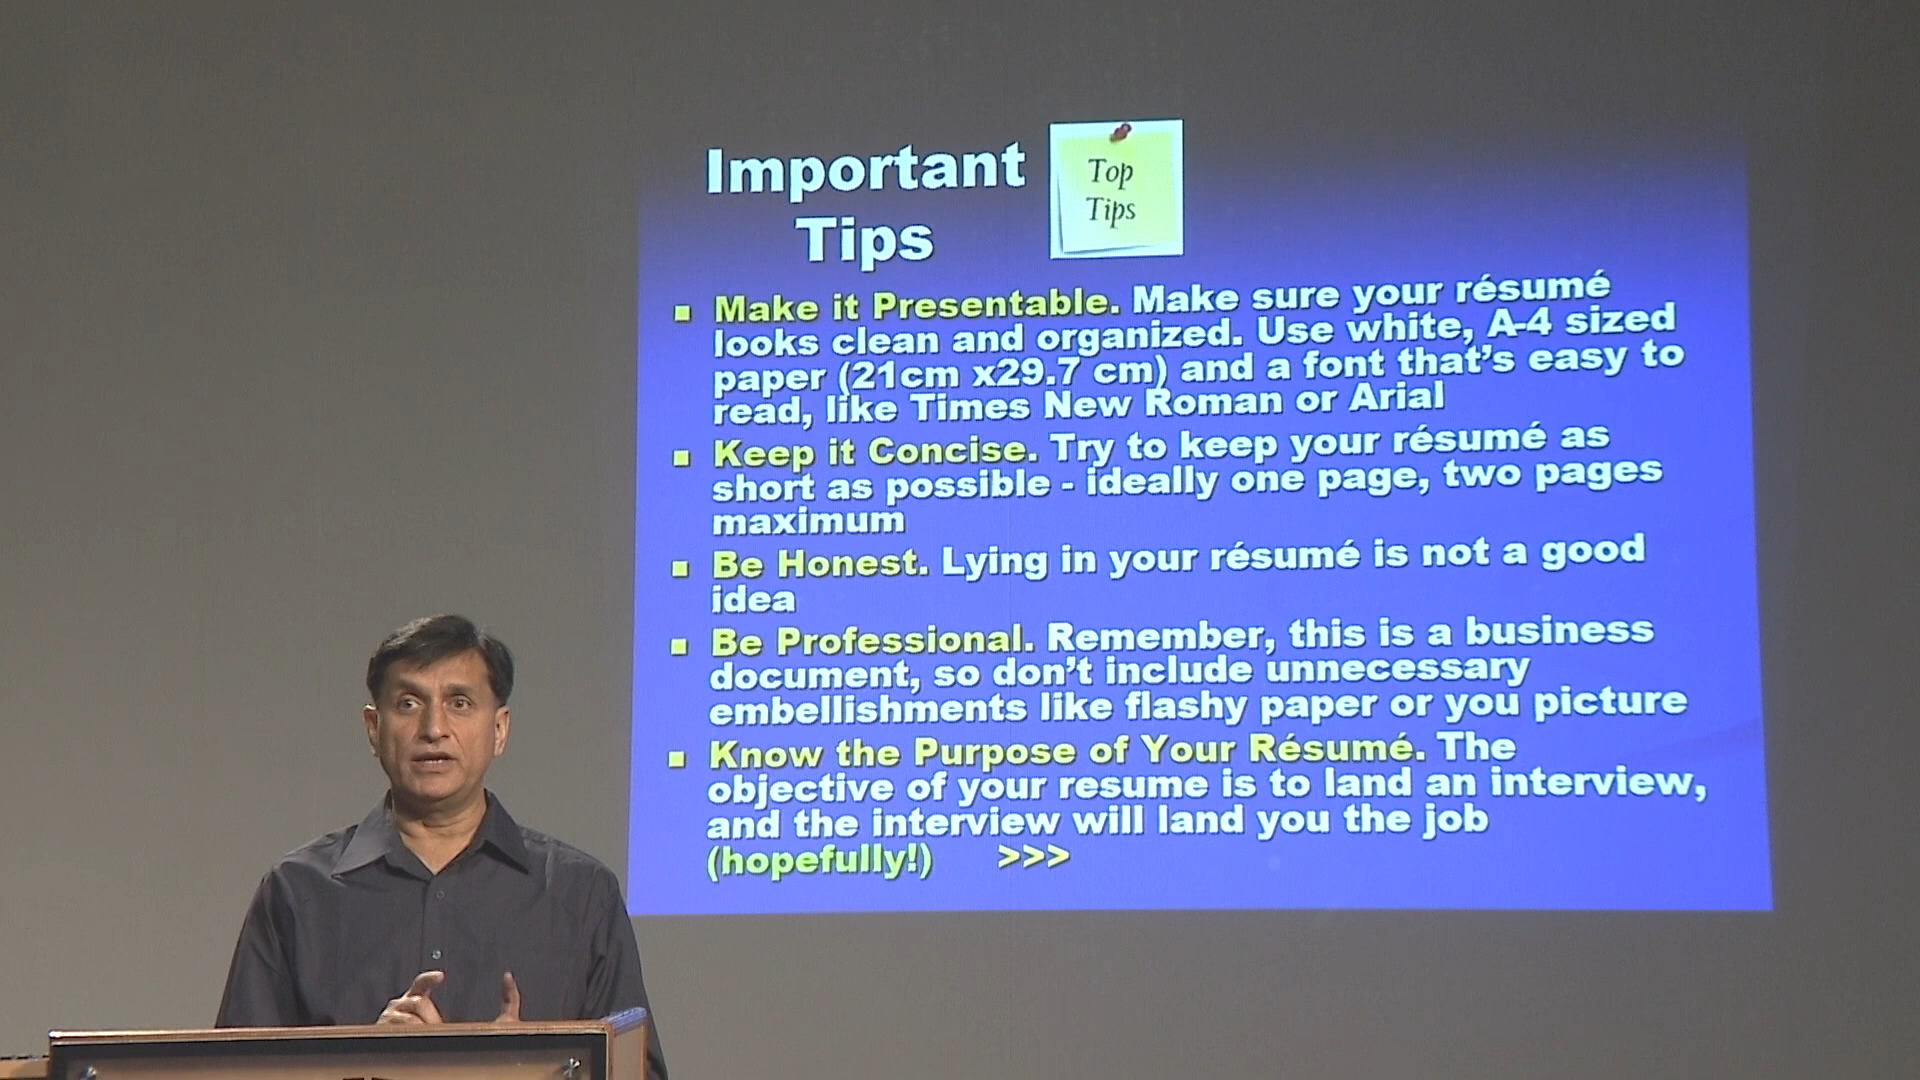 Important
Tips
Top
Tips
▪ Make it Presentable. Make sure your résumé
looks clean and organized. Use white, A-4 sized
paper (21cm x29.7 cm) and a font that's easy to
read, like Times New Roman or Arial
▪ Keep it Concise. Try to keep your résumé as
short as possible - ideally one page, two pages
maximum
▪ Be Honest. Lying in your résumé is not a good
idea
▪ Be Professional. Remember, this is a business
document, so don't include unnecessary
embellishments like flashy paper or you picture
▪ Know the Purpose of Your Résumé. The
objective of your resume is to land an interview,
and the interview will land you the job
(hopefully!) >>>